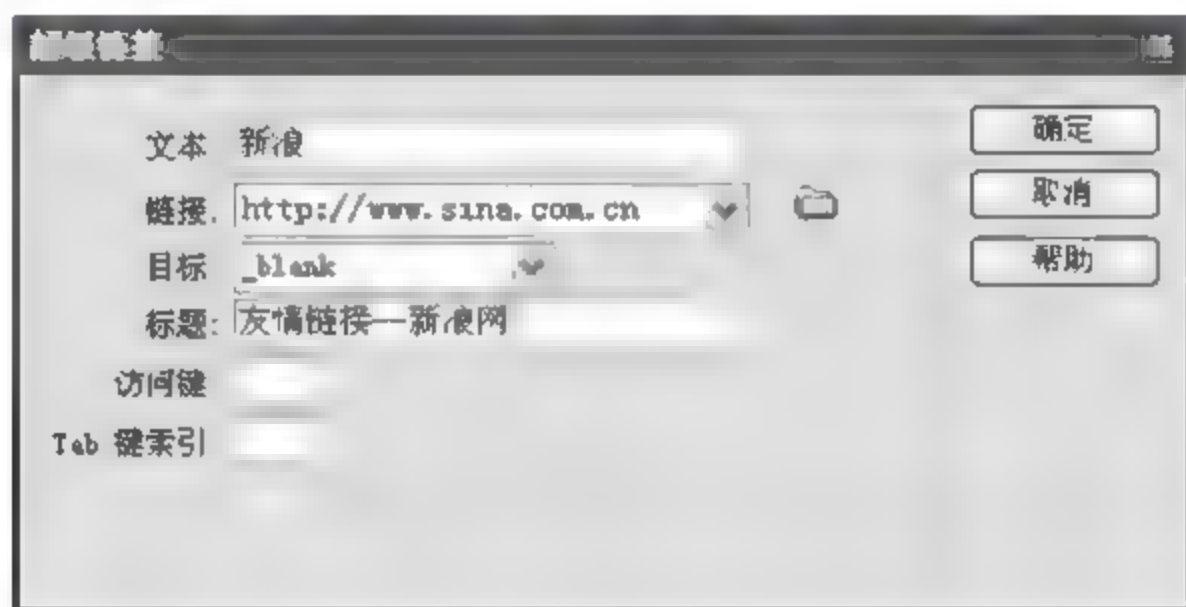 文本 新浪
确定
链接: http://www.sina.com.cn
取消
目标 _blank
帮助
标题: 友情链接--新浪网
访问键
Tab 键索引